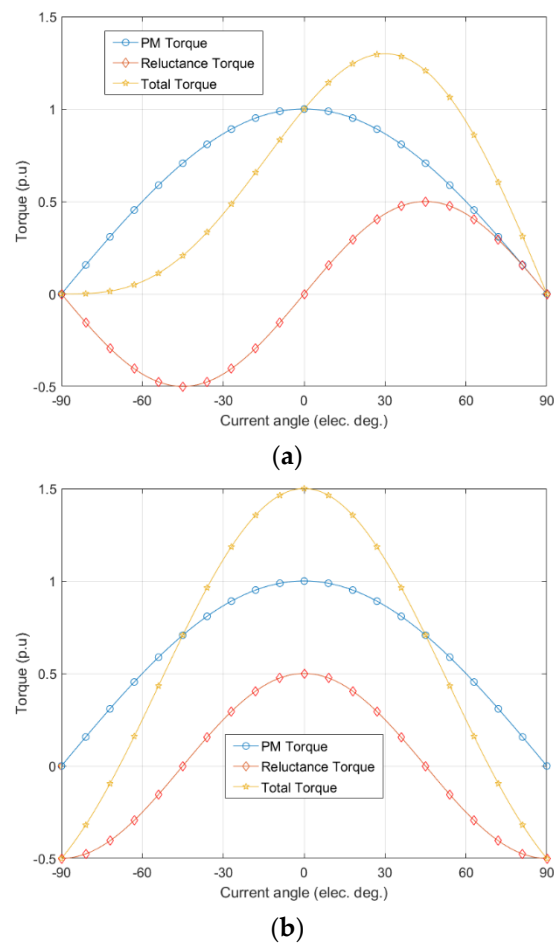 1.5
PM Torque
Reluctance Torque
Total Torque
1
Torque (p.u)
0.5
0
-0.5
-90 -60 -30 0 30 60 90
Current angle (elec. deg.)
(a)
1.5
1
Torque (p.u)
0.5
PM Torque
0
Reluctance Torque
Total Torque
-0.5
-90 -60 -30 0 30 60 90
Current angle (elec. deg.)
(b)